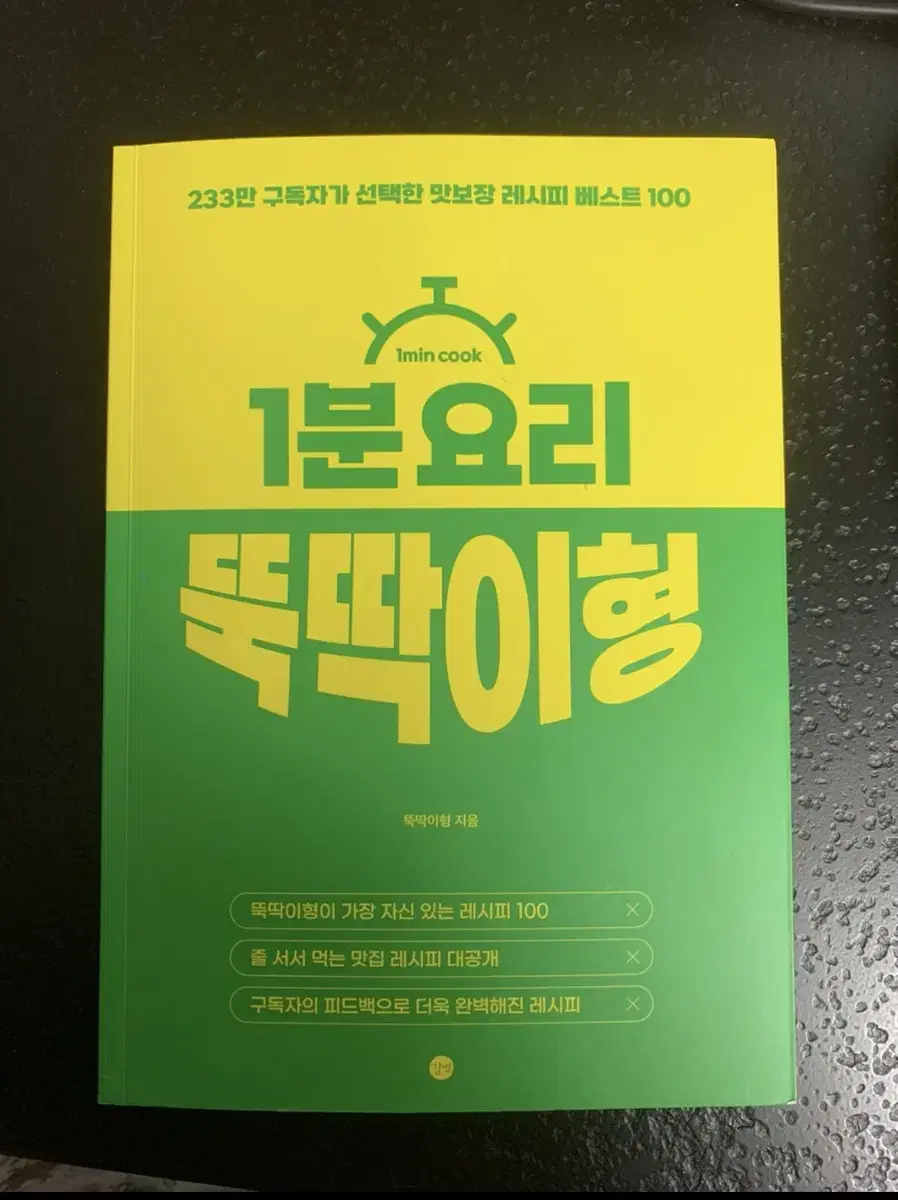 233만 구독자가 선택한 맛보장 레시피 베스트 100
1min cook
1분요리
뚝딱이형
뚝딱이형 지음
뚝딱이형이 가장 자신 있는 레시피 100
줄 서서 먹는 맛집 레시피 대공개
구독자의 피드백으로 더욱 완벽해진 레시피
길벗